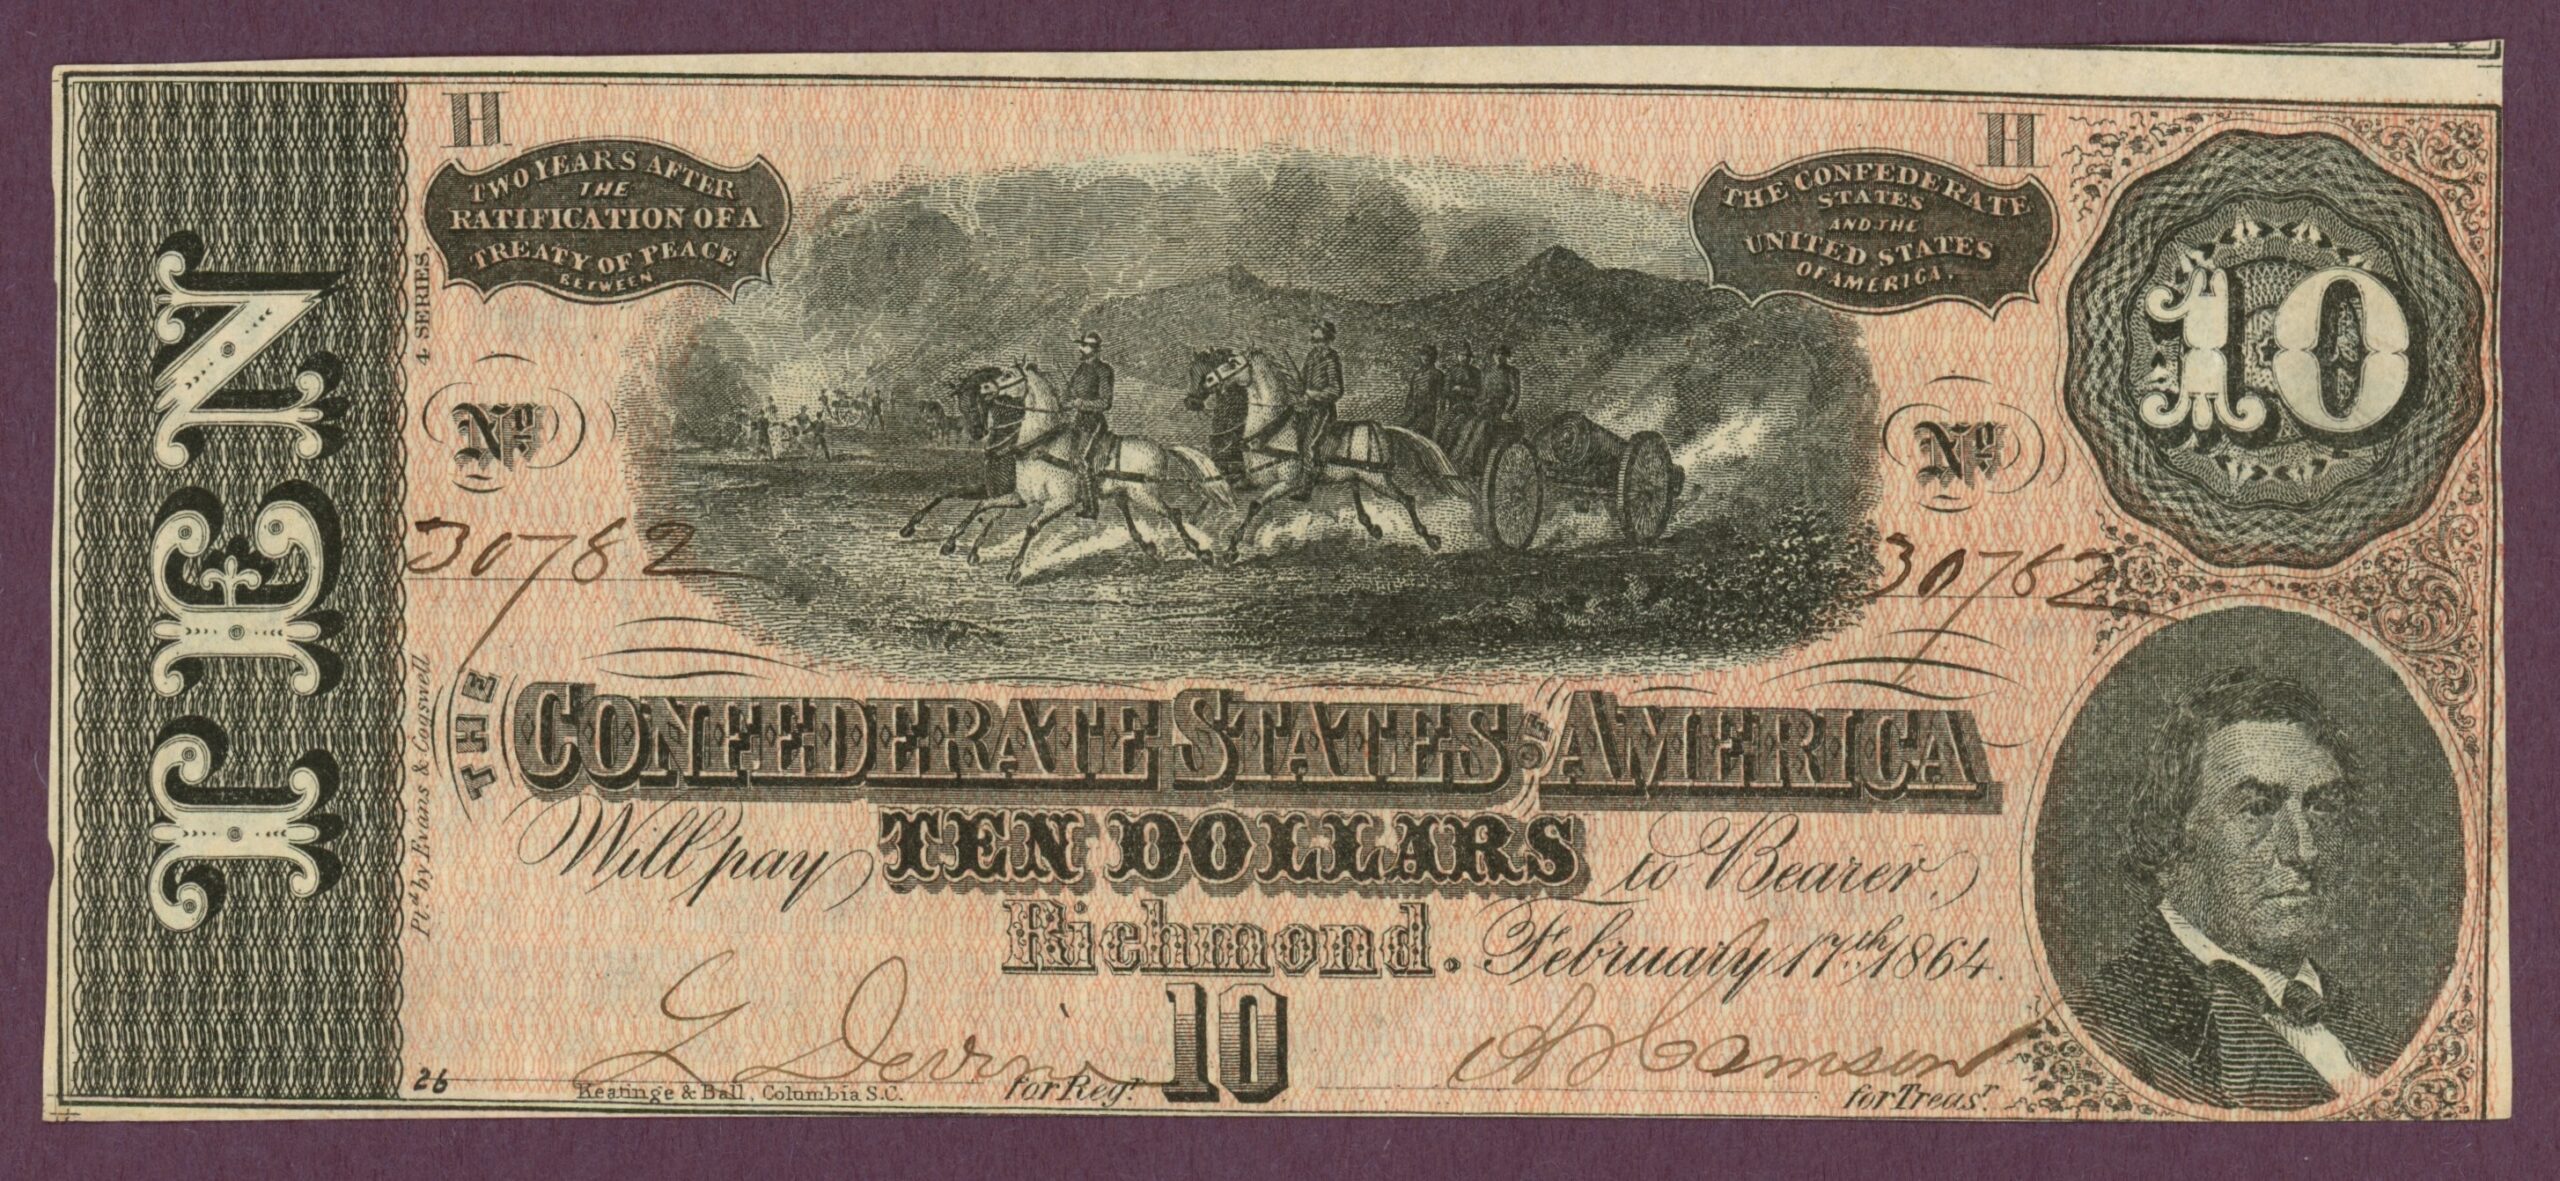 H
H
TWO YEARS AFTER
THE
RATIFICATION OF A
TREATY OF PEACE
BETWEEN
THE CONFEDERATE
STATES
AND THE
UNITED STATES
OF AMERICA.
10
TEN
4. SERIES.
No.
No.
30782
30782
THE CONFEDERATE STATES OF AMERICA
Will pay TEN DOLLARS to Bearer.
Richmond. February 17th 1864.
Ptd. by Evans & Cogswell
10
26
Keatinge & Ball, Columbia S.C.
for Regr.
for Treasr.